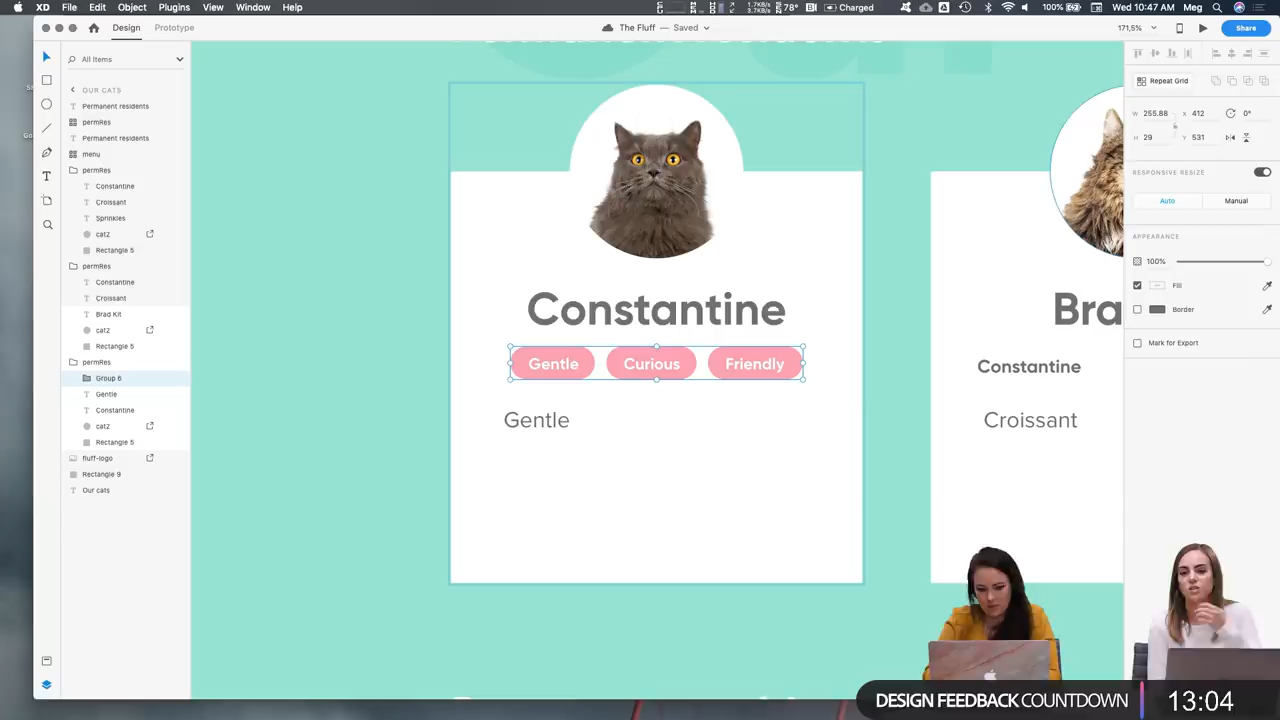 XD File Edit Object Plugins View Window Help
78° Charged 100% Wed 10:47 AM Meg
Design Prototype
The Fluff — Saved
171,5%
Share
All Items
OUR CATS
Permanent residents
permRes
Permanent residents
menu
permRes
Constantine
Croissant
Sprinkles
cat2
Rectangle 5
permRes
Constantine
Croissant
Brad Kit
cat2
Rectangle 5
permRes
Group 6
Gentle
Constantine
cat2
Rectangle 5
fluff-logo
Rectangle 9
Our cats
Constantine
Gentle Curious Friendly
Gentle
Bra
Constantine
Croissant
Repeat Grid
W 255.88 X 412 0°
H 29 Y 531
RESPONSIVE RESIZE
Auto Manual
APPEARANCE
100%
Fill
Border
Mark for Export
DESIGN FEEDBACK COUNTDOWN 13:04